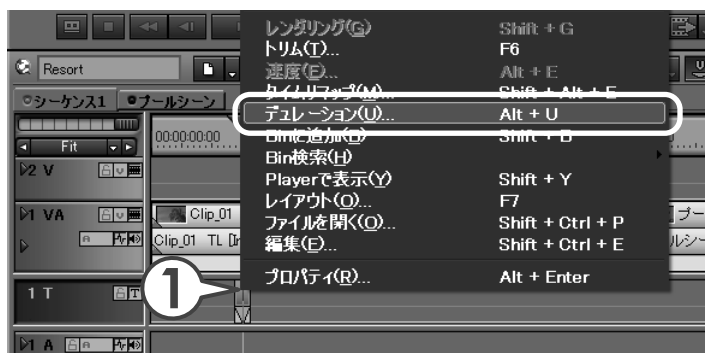 レンダリング(G) Shift + G
トリム(T)... F6
速度(E)... Alt + E
タイムリマップ(M)... Shift + Alt + E
デュレーション(U)... Alt + U
Binに追加(B) Shift + B
Bin検索(H)
Playerで表示(Y) Shift + Y
レイアウト(O)... F7
ファイルを開く(O)... Shift + Ctrl + P
編集(E)... Shift + Ctrl + E
プロパティ(R)... Alt + Enter
Resort
シーケンス1 プールシーン
Fit
00:00:00:00
2 V
1 VA
Clip_01
Clip_01 TL
1 T
T
1
1 A